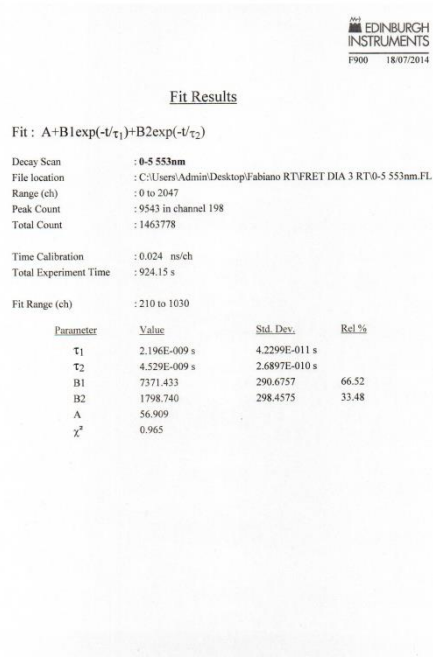 EDINBURGH
INSTRUMENTS
F900 18/07/2014
Fit Results
Fit : A+B1exp(-t/τ1)+B2exp(-t/τ2)
Decay Scan : 0-5 553nm
File location : C:\Users\Admin\Desktop\Fabiano RT\FRET DIA 3 RT\0-5 553nm.FL
Range (ch) : 0 to 2047
Peak Count : 9543 in channel 198
Total Count : 1463778
Time Calibration : 0.024 ns/ch
Total Experiment Time : 924.15 s
Fit Range (ch) : 210 to 1030
Parameter Value Std. Dev. Rel %
τ1 2.196E-009 s 4.2299E-011 s
τ2 4.529E-009 s 2.6897E-010 s
B1 7371.433 290.6757 66.52
B2 1798.740 298.4575 33.48
A 56.909
χ² 0.965